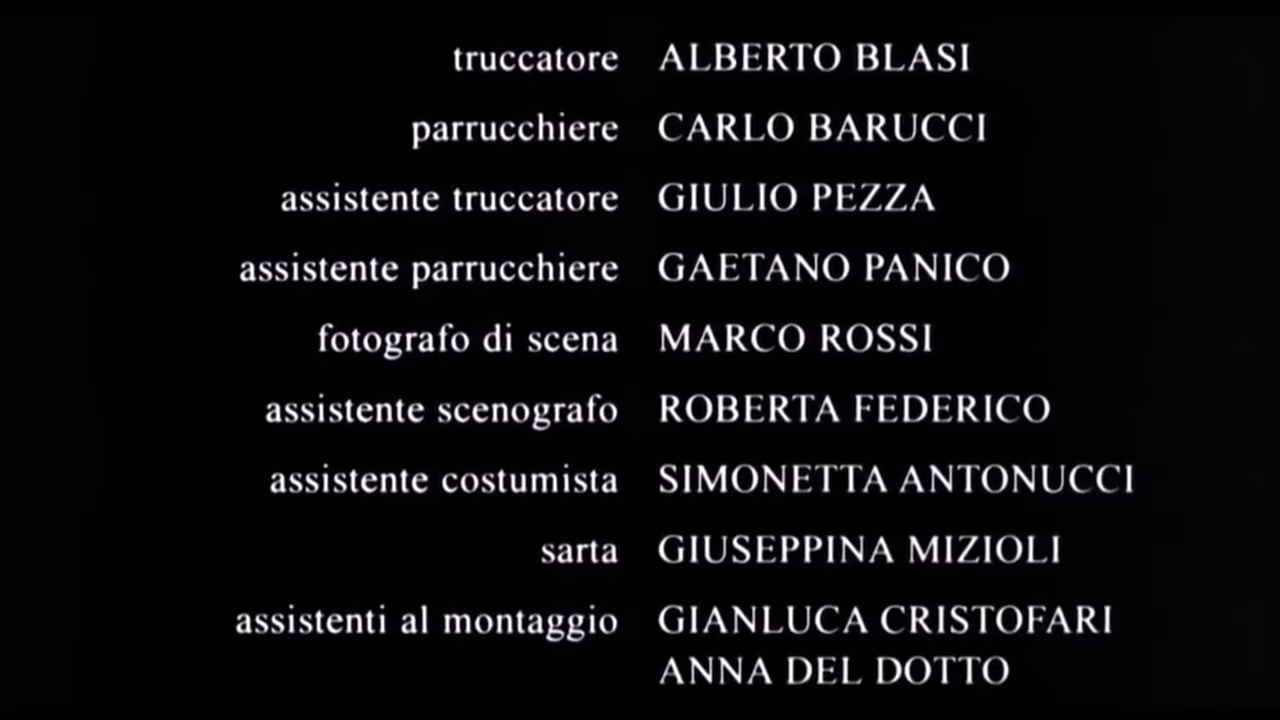 truccatore ALBERTO BLASI
parrucchiere CARLO BARUCCI
assistente truccatore GIULIO PEZZA
assistente parrucchiere GAETANO PANICO
fotografo di scena MARCO ROSSI
assistente scenografo ROBERTA FEDERICO
assistente costumista SIMONETTA ANTONUCCI
sarta GIUSEPPINA MIZIOLI
assistenti al montaggio GIANLUCA CRISTOFARI
ANNA DEL DOTTO